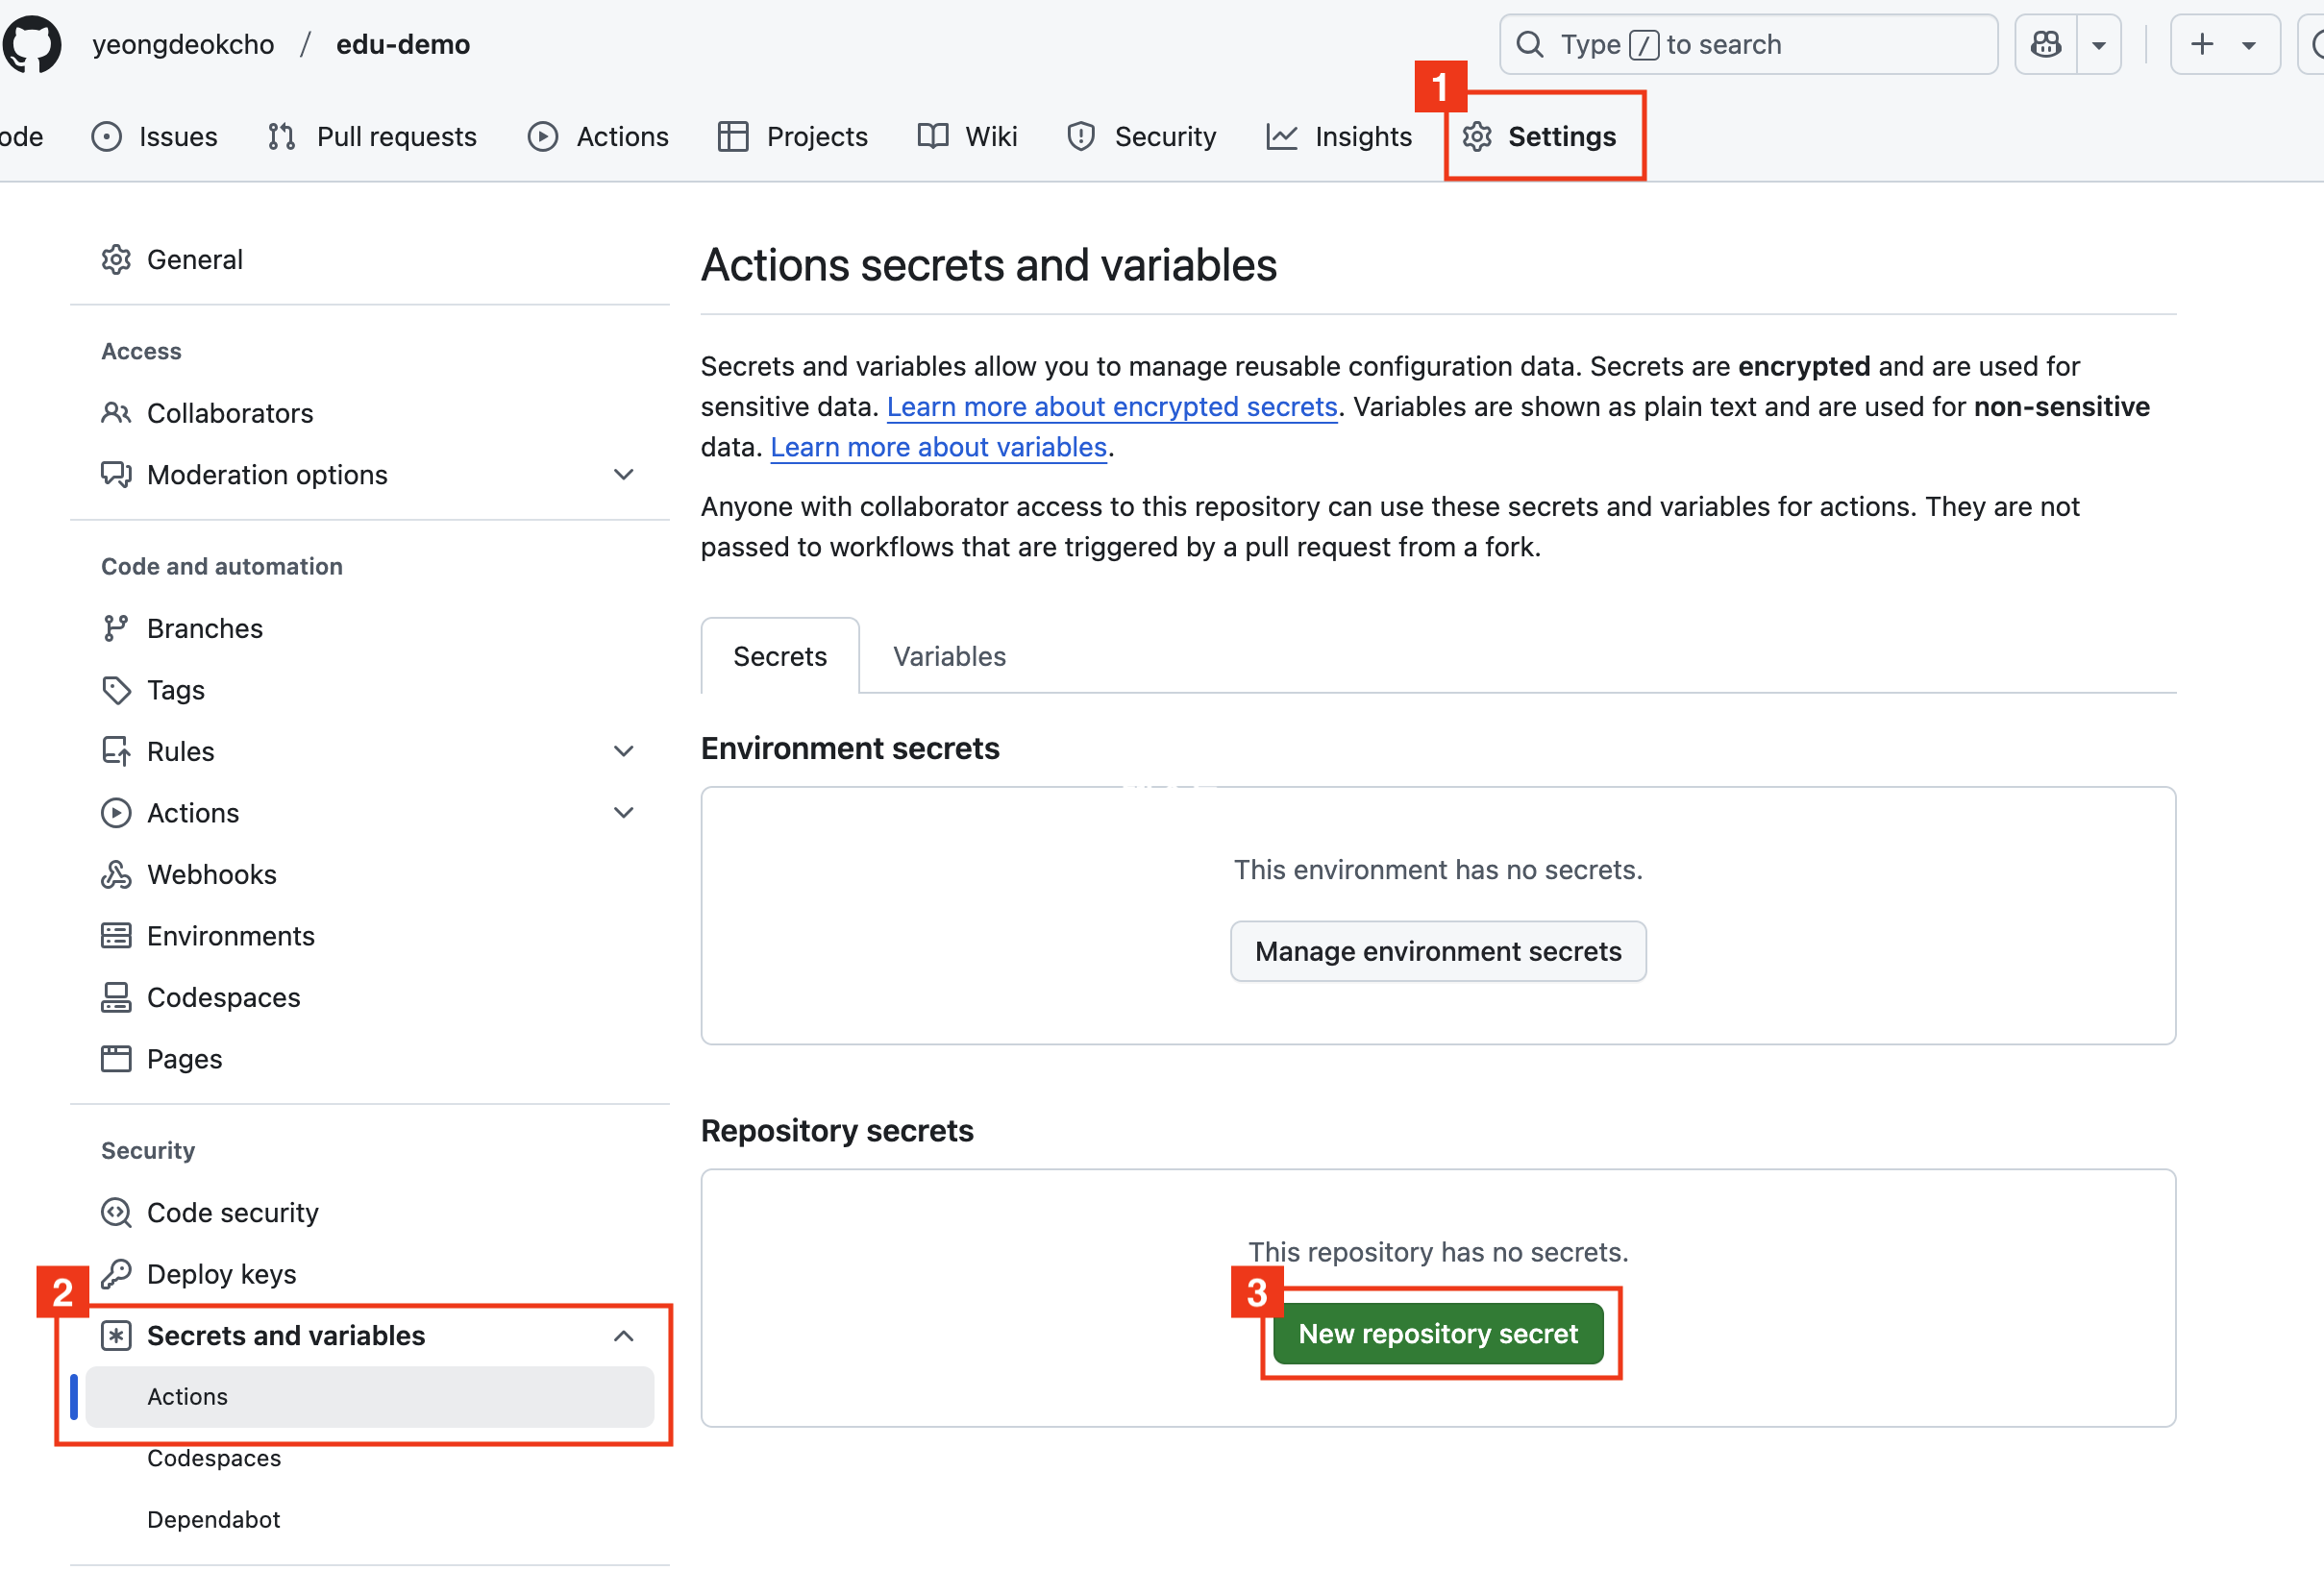 yeongdeokcho / edu-demo
Type / to search
1
ode Issues Pull requests Actions Projects Wiki Security Insights Settings
General
Access
Collaborators
Moderation options
Code and automation
Branches
Tags
Rules
Actions
Webhooks
Environments
Codespaces
Pages
Security
Code security
Deploy keys
2
Secrets and variables
Actions
Codespaces
Dependabot
Actions secrets and variables
Secrets and variables allow you to manage reusable configuration data. Secrets are encrypted and are used for
sensitive data. Learn more about encrypted secrets. Variables are shown as plain text and are used for non-sensitive
data. Learn more about variables.
Anyone with collaborator access to this repository can use these secrets and variables for actions. They are not
passed to workflows that are triggered by a pull request from a fork.
Secrets Variables
Environment secrets
This environment has no secrets.
Manage environment secrets
Repository secrets
This repository has no secrets.
3
New repository secret